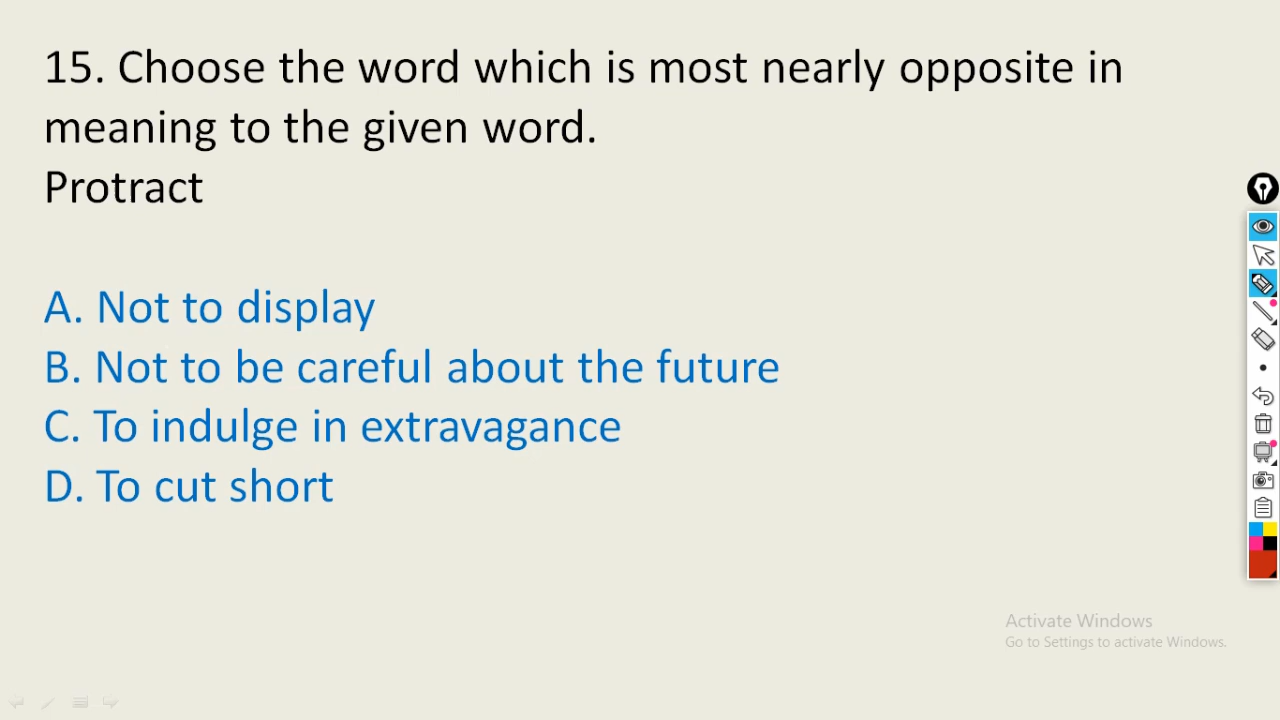 15. Choose the word which is most nearly opposite in
meaning to the given word.
Protract
A. Not to display
B. Not to be careful about the future
C. To indulge in extravagance
D. To cut short
Activate Windows
Go to Settings to activate Windows.